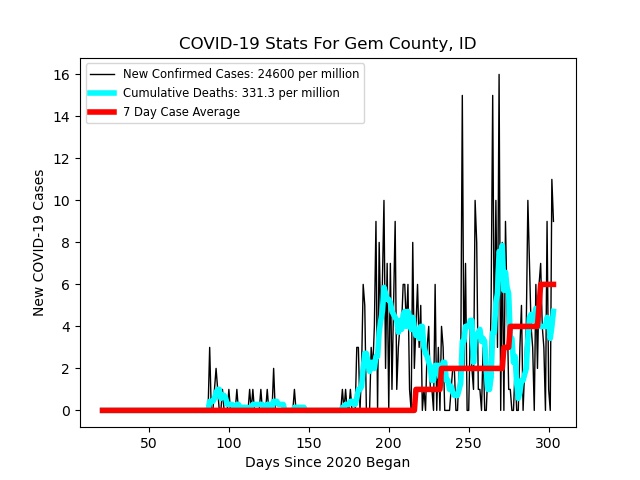 COVID-19 Stats For Gem County, ID
New Confirmed Cases: 24600 per million
Cumulative Deaths: 331.3 per million
7 Day Case Average
New COVID-19 Cases
16
14
12
10
8
6
4
2
0
50 100 150 200 250 300
Days Since 2020 Began